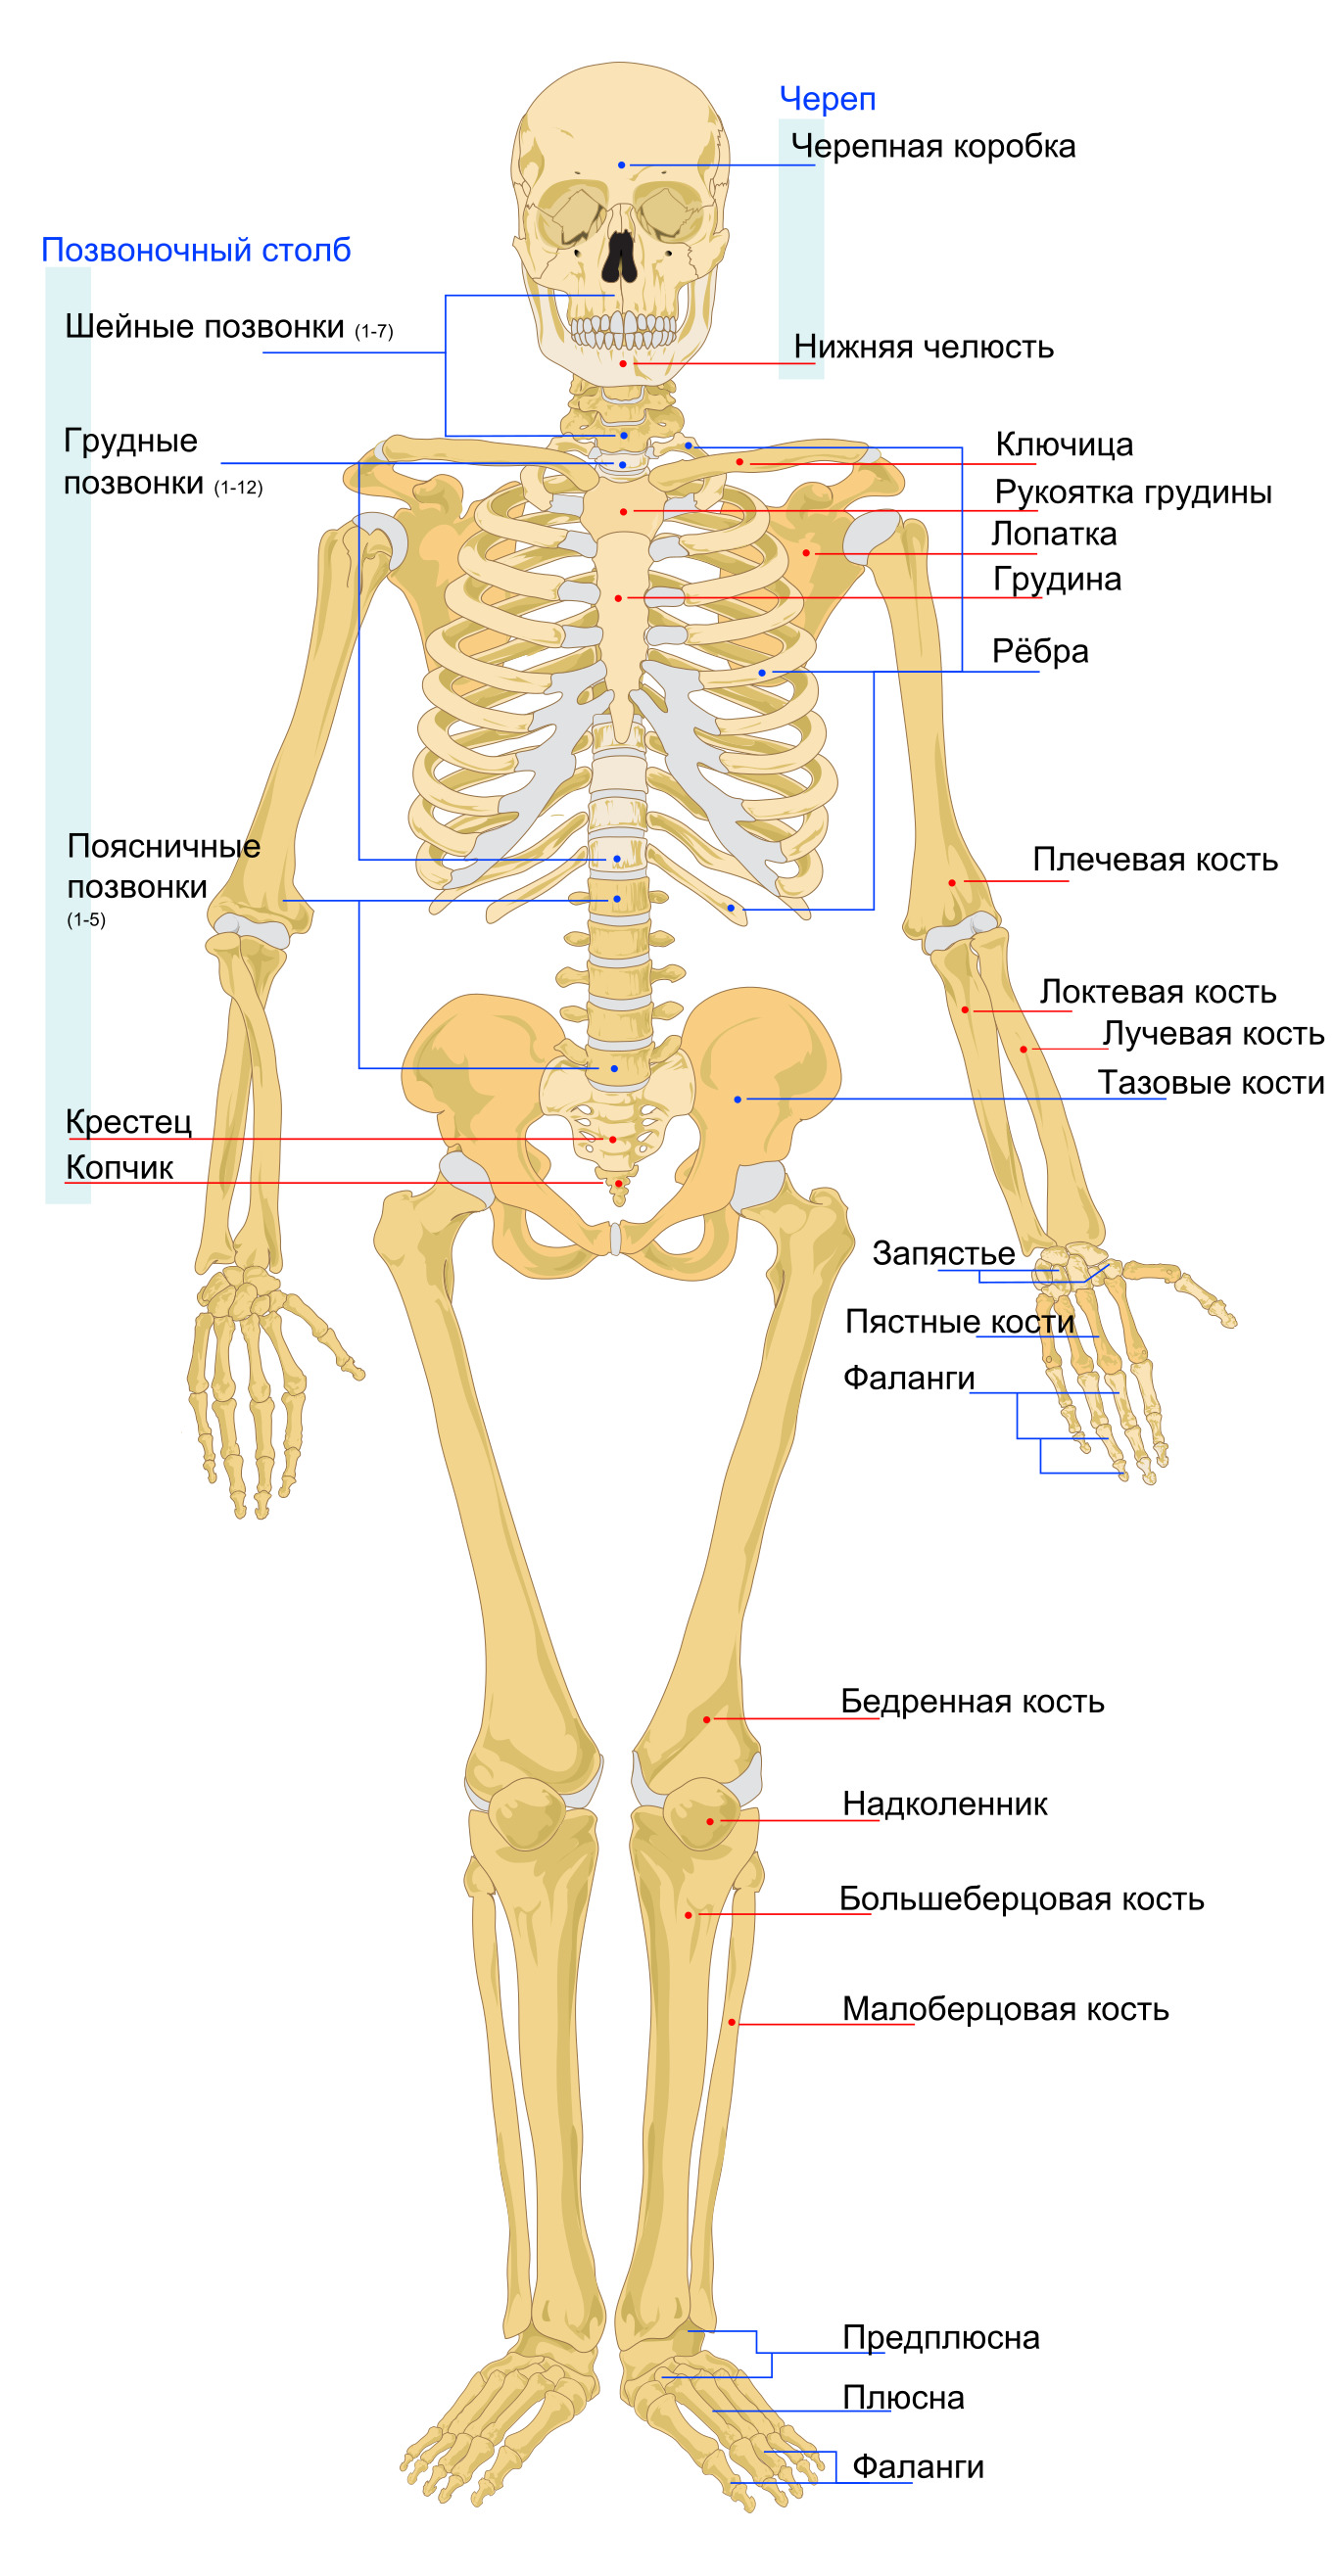 Череп
Черепная коробка
Нижняя челюсть
Позвоночный столб
Шейные позвонки (1-7)
Грудные
позвонки (1-12)
Поясничные
позвонки
(1-5)
Крестец
Копчик
Ключица
Рукоятка грудины
Лопатка
Грудина
Рёбра
Плечевая кость
Локтевая кость
Лучевая кость
Тазовые кости
Запястье
Пястные кости
Фаланги
Бедренная кость
Надколенник
Большеберцовая кость
Малоберцовая кость
Предплюсна
Плюсна
Фаланги